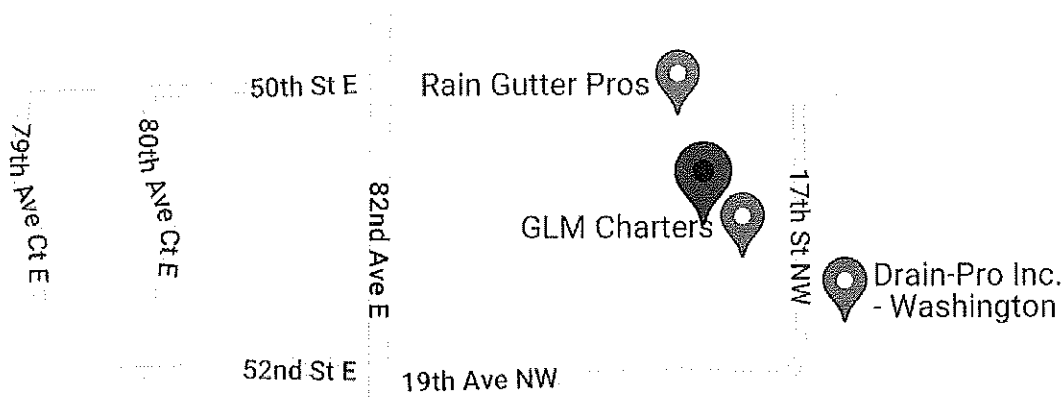 50th St E
Rain Gutter Pros
79th Ave Ct E
80th Ave Ct E
82nd Ave E
GLM Charters
17th St NW
Drain-Pro Inc.
- Washington
52nd St E
19th Ave NW